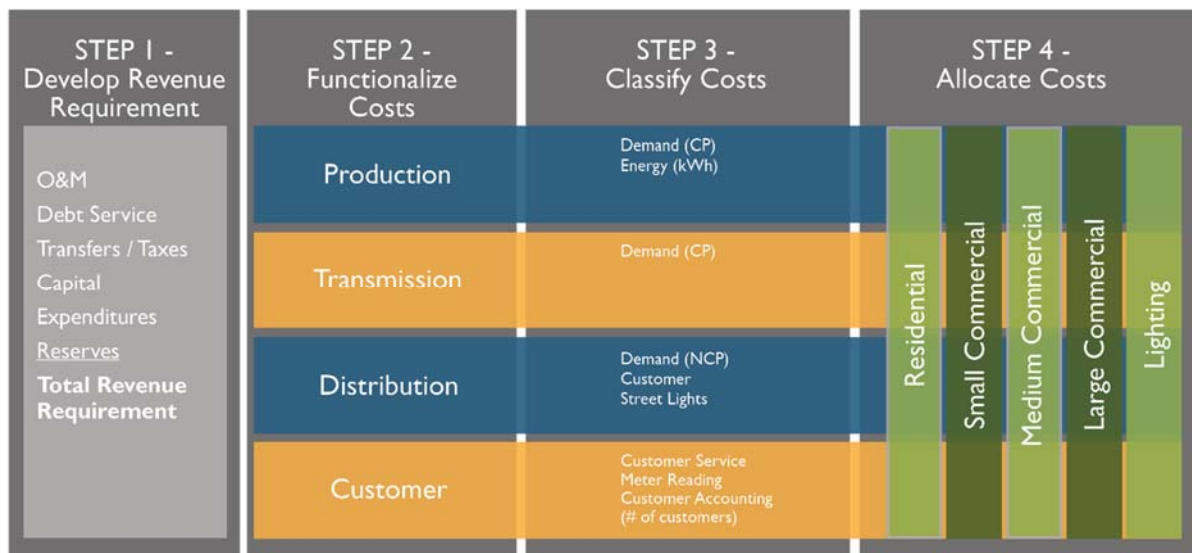 STEP 1 -
Develop Revenue
Requirement
O&M
Debt Service
Transfers / Taxes
Capital
Expenditures
Reserves
Total Revenue
Requirement
STEP 2 -
Functionalize
Costs
Production
Transmission
Distribution
Customer
STEP 3 -
Classify Costs
Demand (CP)
Energy (kWh)
Demand (CP)
Demand (NCP)
Customer
Street Lights
Customer Service
Meter Reading
Customer Accounting
(# of customers)
STEP 4 -
Allocate Costs
Residential
Small Commercial
Medium Commercial
Large Commercial
Lighting